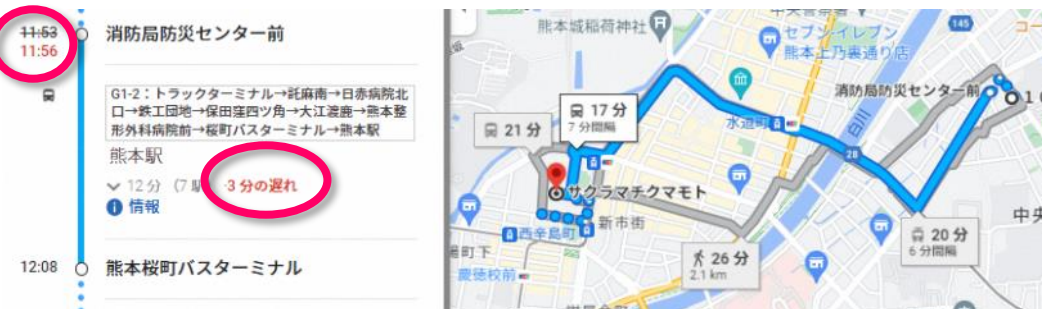 11:53
11:56
消防局防災センター前
G1-2：トラックターミナル→託麻南→日赤病院北
口→鉄工団地→保田窪四ツ角→大江渡鹿→熊本整
形外科病院前→桜町バスターミナル→熊本駅
熊本駅
12 分 (7 ·3 分の遅れ
情報
12:08
熊本桜町バスターミナル
熊本城稲荷神社
セブン-イレブン
熊本上乃裏通り店
145
コー
消防局防災センター前
10
17 分
7 分間隔
21 分
水道町
白川
28
サクラマチクマモト
新市街
西辛島町
中央
20 分
6 分間隔
26 分
2.1 km
町下
慶徳校前